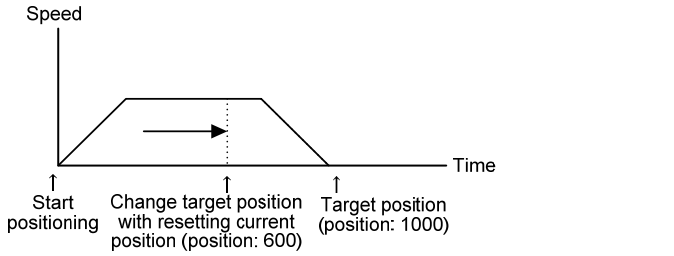 Speed
Time
↑
Start
positioning
↑
Change target position
with resetting current
position (position: 600)
↑
Target position
(position: 1000)